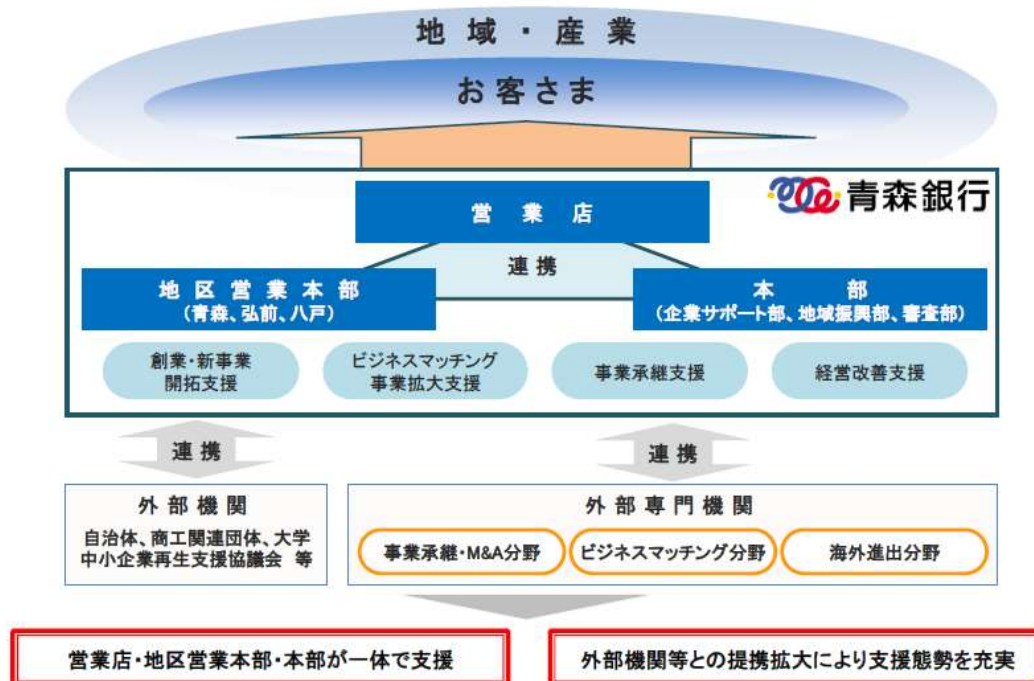 地域・産業
お客さま
青森銀行
営業店
連携
地区営業本部
(青森、弘前、八戸)
本部
(企業サポート部、地域振興部、審査部)
創業・新事業
開拓支援
ビジネスマッチング
事業拡大支援
事業承継支援
経営改善支援
連携
連携
外部機関
自治体、商工関連団体、大学
中小企業再生支援協議会 等
外部専門機関
事業承継・M&A分野
ビジネスマッチング分野
海外進出分野
営業店・地区営業本部・本部が一体で支援
外部機関等との提携拡大により支援態勢を充実